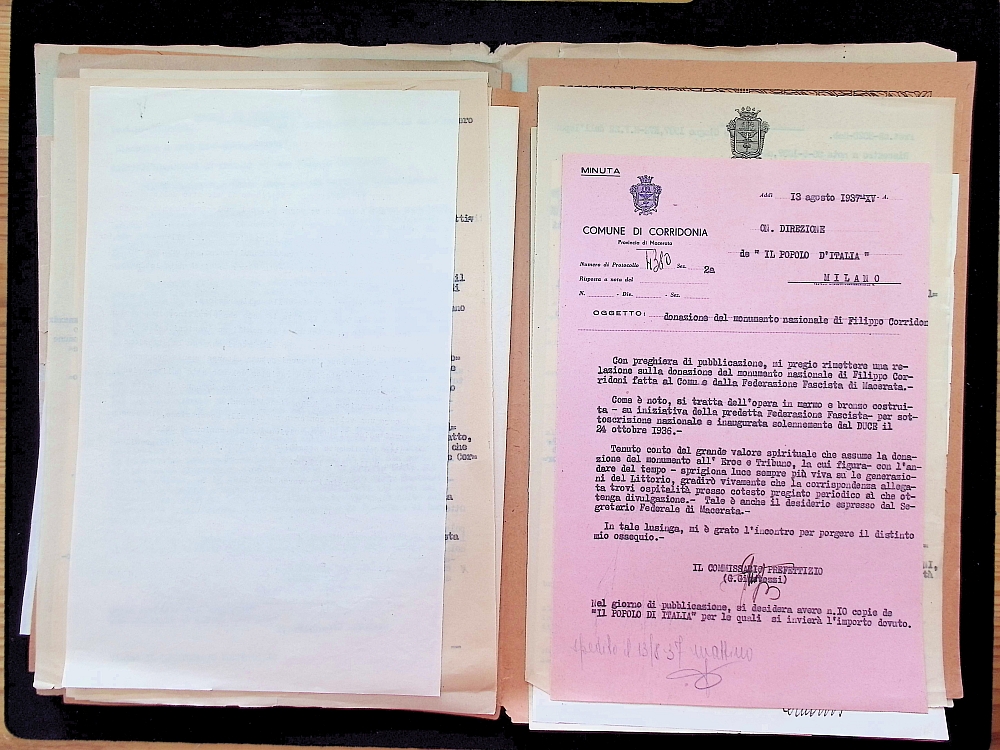 MINUTA
Addì 13 agosto 1937 XV A.
COMUNE DI CORRIDONIA
Provincia di Macerata
ON. DIREZIONE
de " IL POPOLO D'ITALIA "
Numero di Protocollo 4380 Sez. 2a
Risposta a nota del
MILANO
N. - Div. - Sez.
OGGETTO: donazione del monumento nazionale di Filippo Corridon
Con preghiera di pubblicazione, mi pregio rimettere una re-
lazione sulla donazione del monumento nazionale di Filippo Cor-
ridoni fatta al Comune dalla Federazione Fascista di Macerata.-
Come è noto, si tratta dell'opera in marmo e bronzo costrui-
ta - su iniziativa della predetta Federazione Fascista- per sot-
toscrizione nazionale e inaugurata solennemente dal DUCE il
24 ottobre 1936.-
Tenuto conto del grande valore spirituale che assume la dona-
zione del monumento all' Eroe e Tribuno, la cui figura- con l'an-
dare del tempo - sprigiona luce sempre più viva su le generazio-
ni del Littorio, gradirò vivamente che la corrispondenza allega-
ta trovi ospitalità presso cotesto pregiato periodico sì che ot-
tenga divulgazione.- Tale è anche il desiderio espresso dal Se-
gretario Federale di Macerata.-
In tale lusinga, mi è grato l'incontro per porgere il distinto
mio ossequio.-
IL COMMISSARIO PREFETTIZIO
Nel giorno di pubblicazione, si desidera avere n.10 copie de
"IL POPOLO DI ITALIA" per le quali si invierà l'importo dovuto.
spedito il 13/8 37 mattino